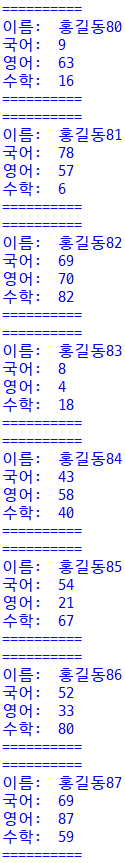 ==========
이름:  홍길동80
국어:  9
영어:  63
수학:  16
==========
==========
이름:  홍길동81
국어:  78
영어:  57
수학:  6
==========
==========
이름:  홍길동82
국어:  69
영어:  70
수학:  82
==========
==========
이름:  홍길동83
국어:  8
영어:  4
수학:  18
==========
==========
이름:  홍길동84
국어:  43
영어:  58
수학:  40
==========
==========
이름:  홍길동85
국어:  54
영어:  21
수학:  67
==========
==========
이름:  홍길동86
국어:  52
영어:  33
수학:  80
==========
==========
이름:  홍길동87
국어:  69
영어:  87
수학:  59
==========